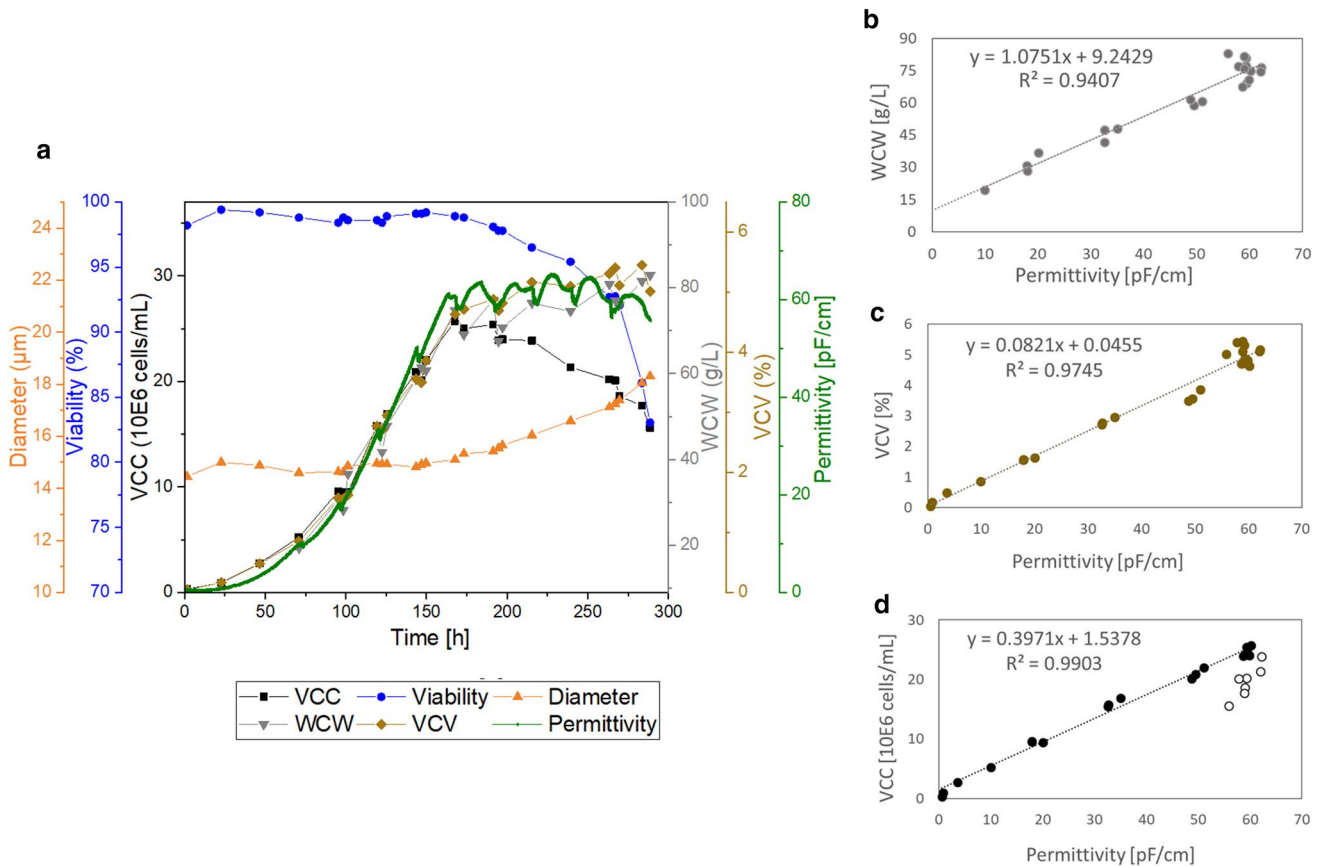 a
Diameter (µm)
24
22
20
18
16
14
12
10
Viability (%)
100
95
90
85
80
75
70
VCC (10E6 cells/mL)
30
20
10
0
0 50 100 150 200 250 300
Time [h]
WCW (g/L)
100
80
60
40
20
VCV (%)
6
4
2
0
Permittivity [pF/cm]
80
60
40
20
0
VCC Viability Diameter
WCW VCV Permittivity
b
y = 1.0751x + 9.2429
R² = 0.9407
WCW [g/L]
90
75
60
45
30
15
0
0 10 20 30 40 50 60 70
Permittivity [pF/cm]
c
y = 0.0821x + 0.0455
R² = 0.9745
VCV [%]
6
5
4
3
2
1
0
0 10 20 30 40 50 60 70
Permittivity [pF/cm]
d
y = 0.3971x + 1.5378
R² = 0.9903
VCC [10E6 cells/mL]
30
20
10
0
0 10 20 30 40 50 60 70
Permittivity [pF/cm]